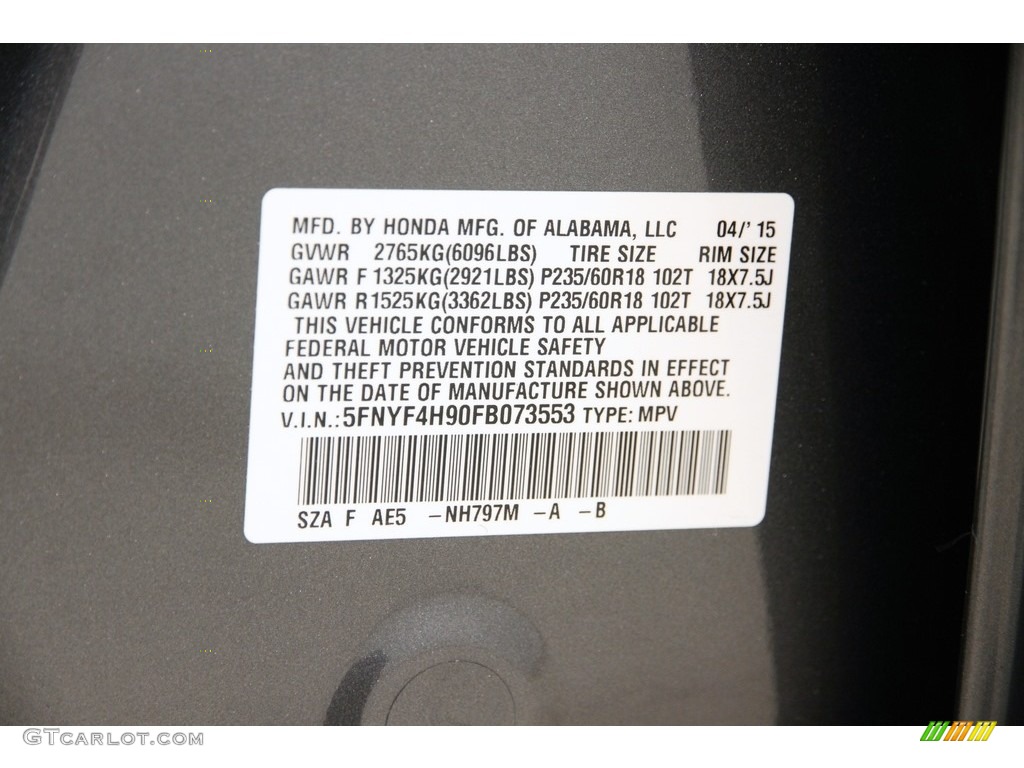 MFD. BY HONDA MFG. OF ALABAMA, LLC 04/' 15
GVWR 2765KG(6096LBS) TIRE SIZE RIM SIZE
GAWR F 1325KG(2921LBS) P235/60R18 102T 18X7.5J
GAWR R1525KG(3362LBS) P235/60R18 102T 18X7.5J
THIS VEHICLE CONFORMS TO ALL APPLICABLE
FEDERAL MOTOR VEHICLE SAFETY
AND THEFT PREVENTION STANDARDS IN EFFECT
ON THE DATE OF MANUFACTURE SHOWN ABOVE.
V.I.N.: 5FNYF4H90FB073553 TYPE: MPV
SZA F AE5 -NH797M -A -B
GTCARLOT.COM